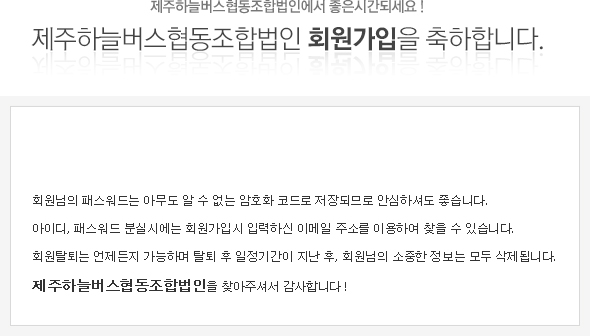 제주하늘버스협동조합법인에서 좋은시간되세요 !
제주하늘버스협동조합법인 회원가입을 축하합니다.
회원님의 패스워드는 아무도 알 수 없는 암호화 코드로 저장되므로 안심하셔도 좋습니다.
아이디, 패스워드 분실시에는 회원가입시 입력하신 이메일 주소를 이용하여 찾을 수 있습니다.
회원탈퇴는 언제든지 가능하며 탈퇴 후 일정기간이 지난 후, 회원님의 소중한 정보는 모두 삭제됩니다.
제주하늘버스협동조합법인을 찾아주셔서 감사합니다!